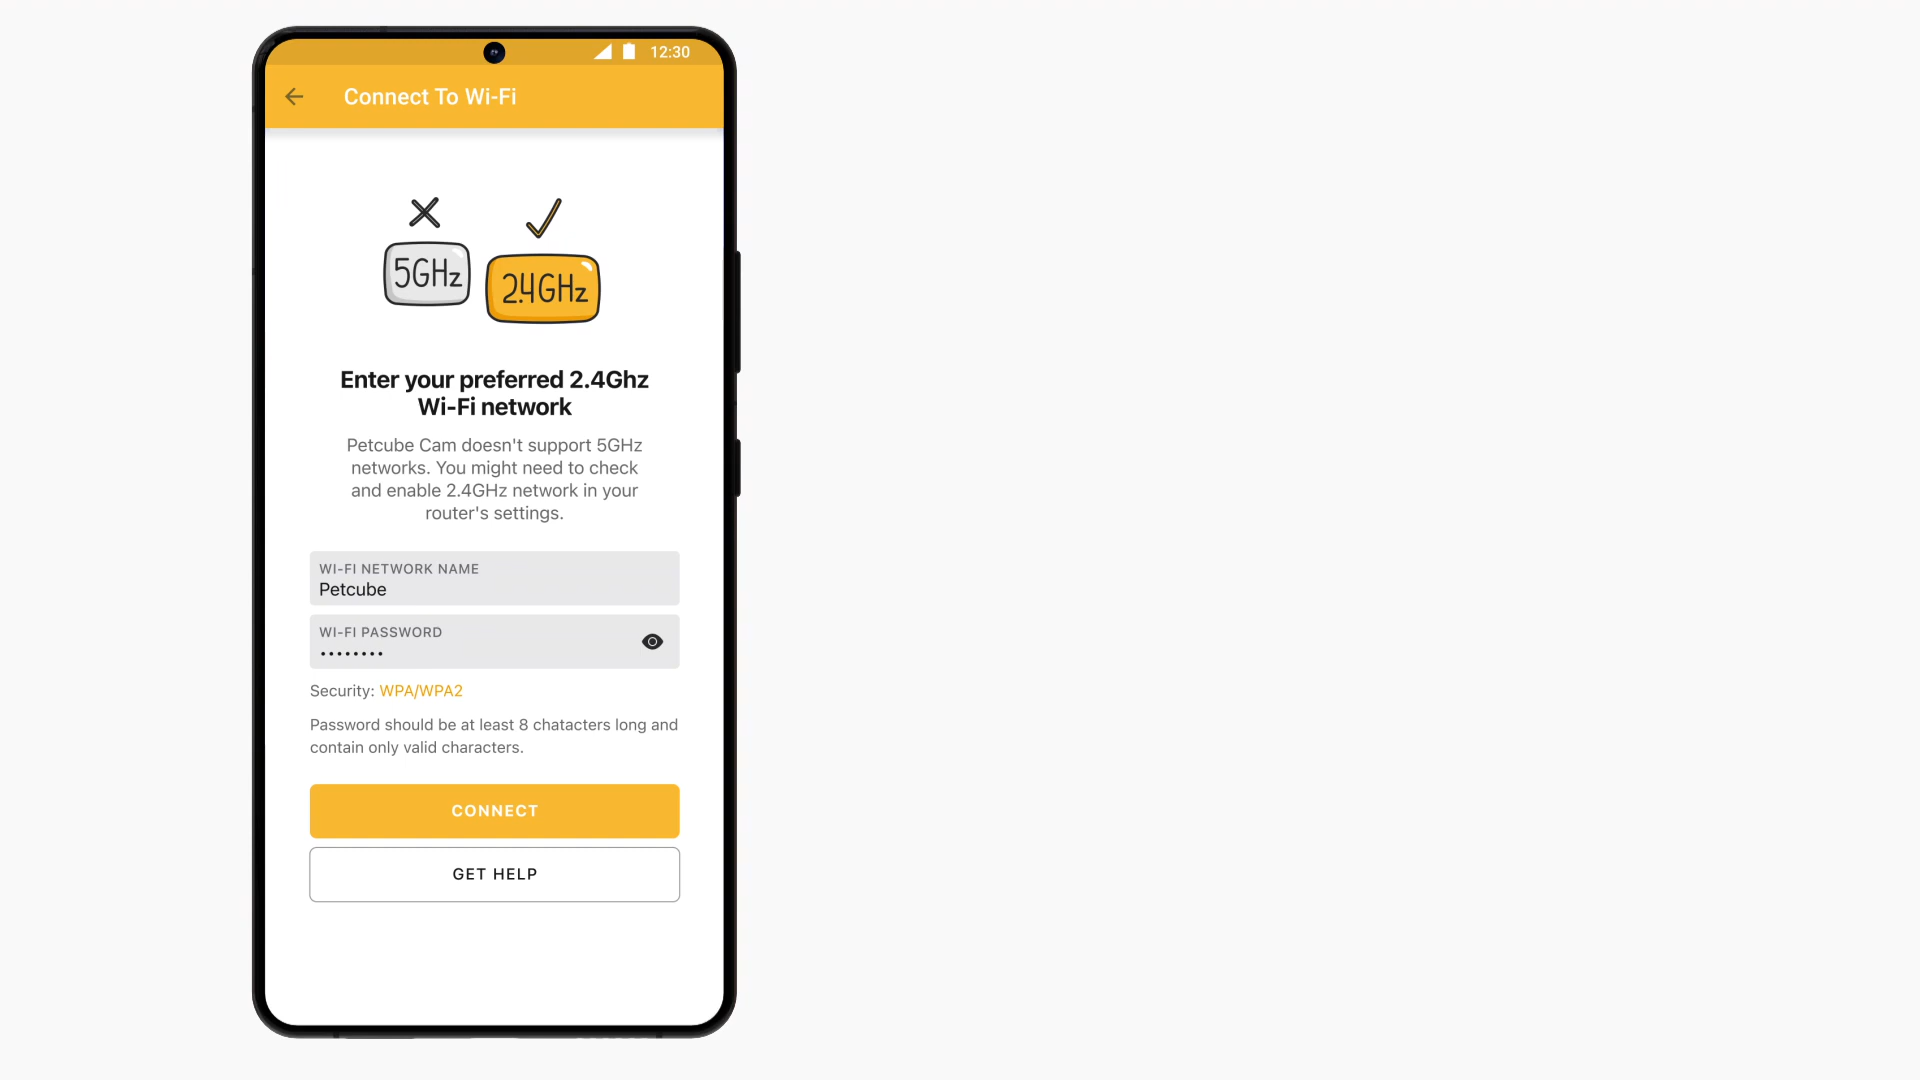 12:30
Connect To Wi-Fi
5GHz
2.4GHz
Enter your preferred 2.4Ghz
Wi-Fi network
Petcube Cam doesn't support 5GHz
networks. You might need to check
and enable 2.4GHz network in your
router's settings.
WI-FI NETWORK NAME
Petcube
WI-FI PASSWORD
••••••••
Security: WPA/WPA2
Password should be at least 8 chatacters long and
contain only valid characters.
CONNECT
GET HELP